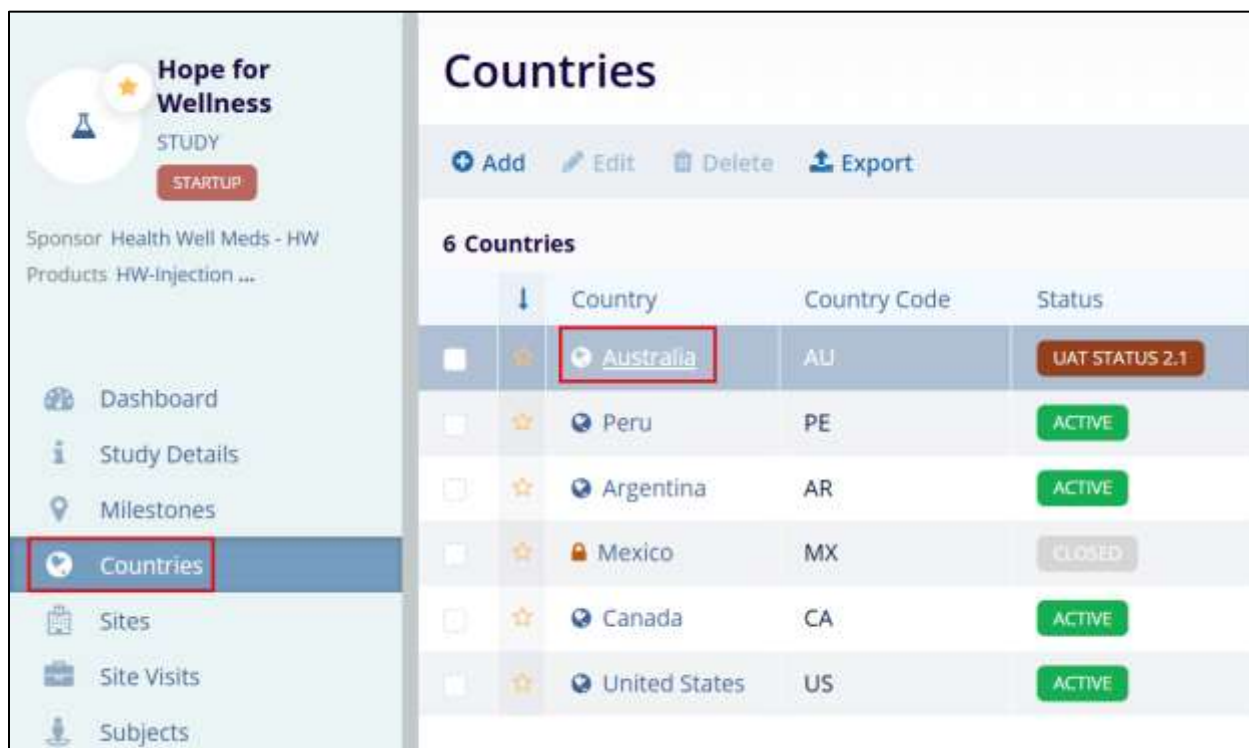 Hope for
Wellness
STUDY
STARTUP
Sponsor Health Well Meds - HW
Products HW-Injection ...
Dashboard
Study Details
Milestones
Countries
Sites
Site Visits
Subjects
Countries
Add Edit Delete Export
6 Countries
Country Country Code Status
Australia AU UAT STATUS 2.1
Peru PE ACTIVE
Argentina AR ACTIVE
Mexico MX CLOSED
Canada CA ACTIVE
United States US ACTIVE